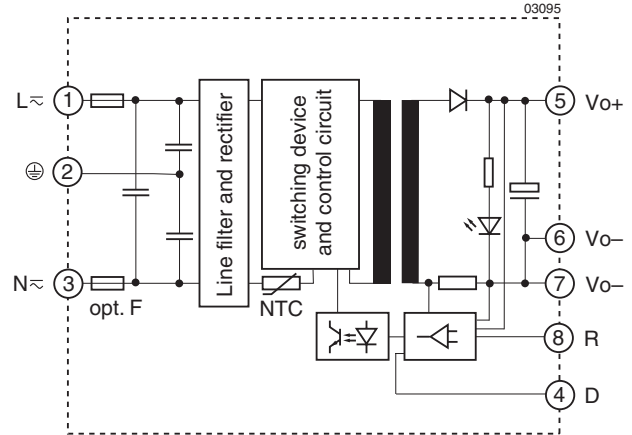 03095
L≂ 1
5 Vo+
2
Line filter and rectifier
switching device
and control circuit
6 Vo–
N≂ 3
7 Vo–
opt. F
NTC
8 R
4 D